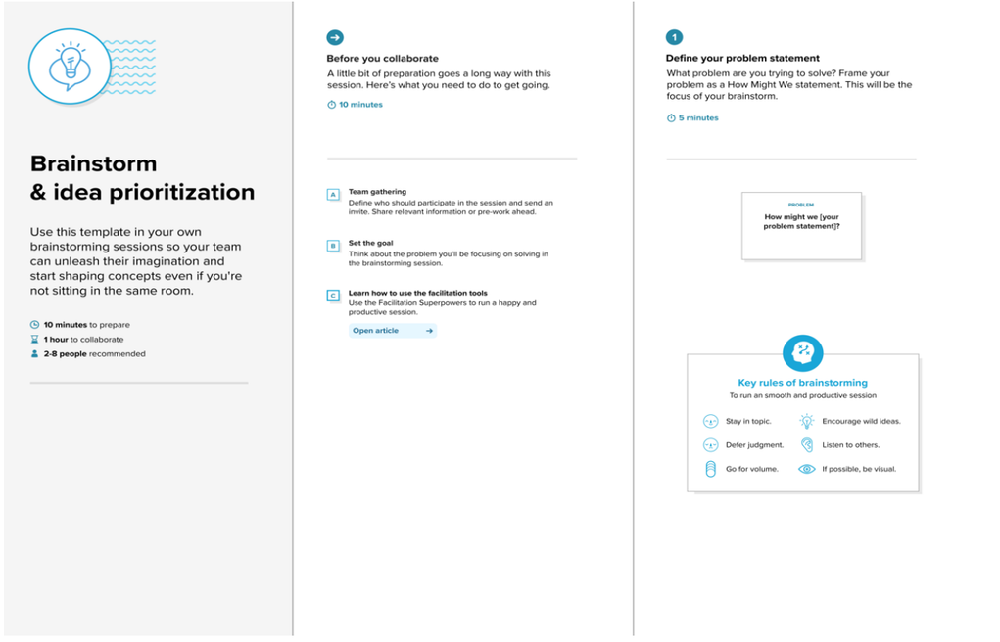 Brainstorm
& idea prioritization
Use this template in your own
brainstorming sessions so your team
can unleash their imagination and
start shaping concepts even if you're
not sitting in the same room.
10 minutes to prepare
1 hour to collaborate
2-8 people recommended
Before you collaborate
A little bit of preparation goes a long way with this
session. Here's what you need to do to get going.
10 minutes
A
Team gathering
Define who should participate in the session and send an
invite. Share relevant information or pre-work ahead.
B
Set the goal
Think about the problem you'll be focusing on solving in
the brainstorming session.
C
Learn how to use the facilitation tools
Use the Facilitation Superpowers to run a happy and
productive session.
Open article
1
Define your problem statement
What problem are you trying to solve? Frame your
problem as a How Might We statement. This will be the
focus of your brainstorm.
5 minutes
PROBLEM
How might we [your
problem statement]?
Key rules of brainstorming
To run an smooth and productive session
Stay in topic.
Encourage wild ideas.
Defer judgment.
Listen to others.
Go for volume.
If possible, be visual.